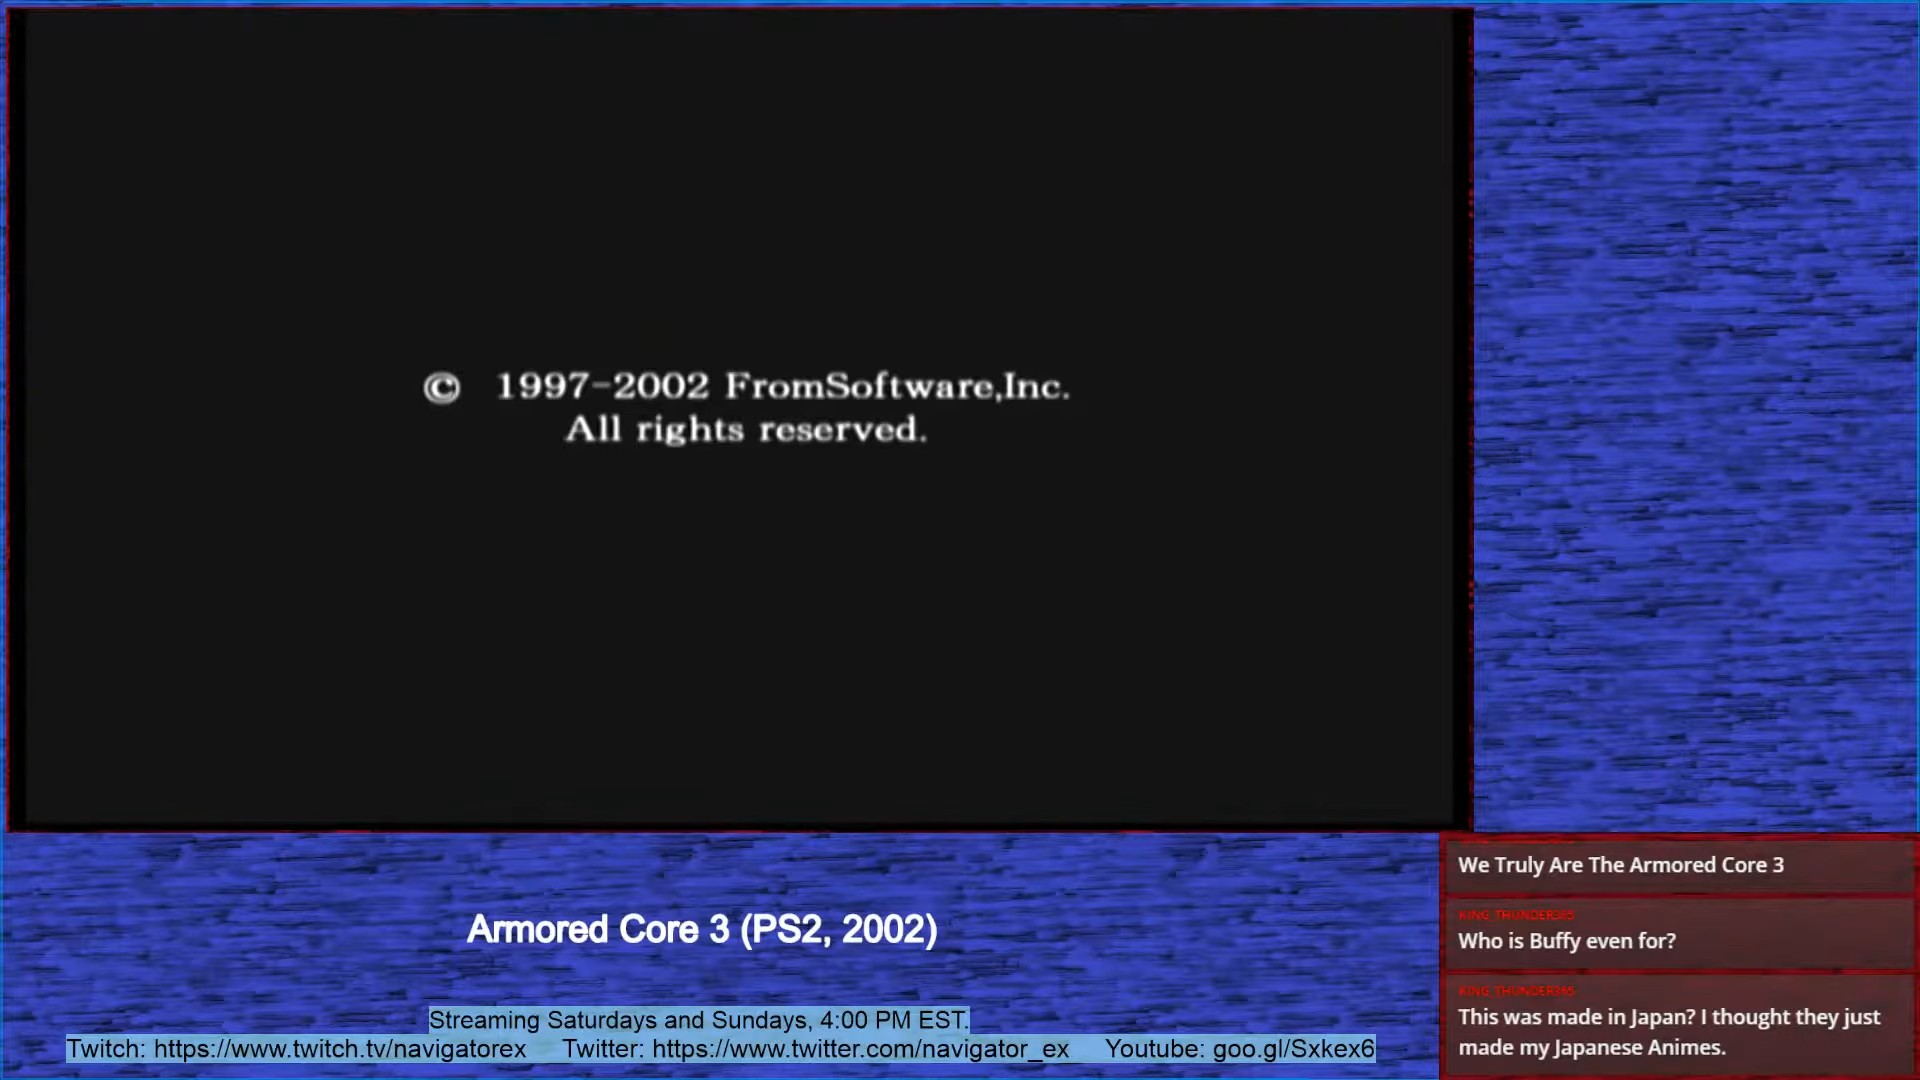 © 1997-2002 FromSoftware,Inc.
All rights reserved.
We Truly Are The Armored Core 3
KING_THUNDER365
Who is Buffy even for?
KING_THUNDER365
This was made in Japan? I thought they just
made my Japanese Animes.
Armored Core 3 (PS2, 2002)
Streaming Saturdays and Sundays, 4:00 PM EST.
Twitch: https://www.twitch.tv/navigatorex Twitter: https://www.twitter.com/navigator_ex Youtube: goo.gl/Sxkex6